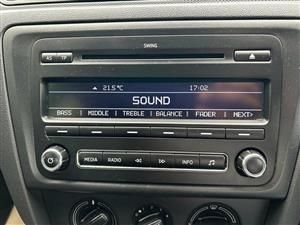 SWING
AS TP
21.5°C 17:02
SOUND
BASS MIDDLE TREBLE BALANCE FADER NEXT>
MEDIA RADIO INFO